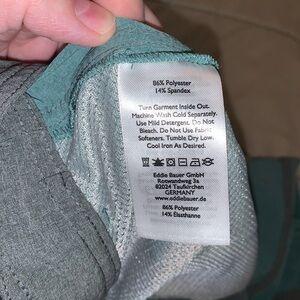 86% Polyester
14% Spandex
Turn Garment Inside Out.
Machine Wash Cold Separately.
Use Mild Detergent. Do Not
Bleach. Do Not Use Fabric
Softeners. Tumble Dry Low.
Cool Iron As Desired.
Eddie Bauer GmbH
Rotwandweg 3a
82024 Taufkirchen
GERMANY
www.eddiebauer.de
86% Polyester
14% Elasthanne